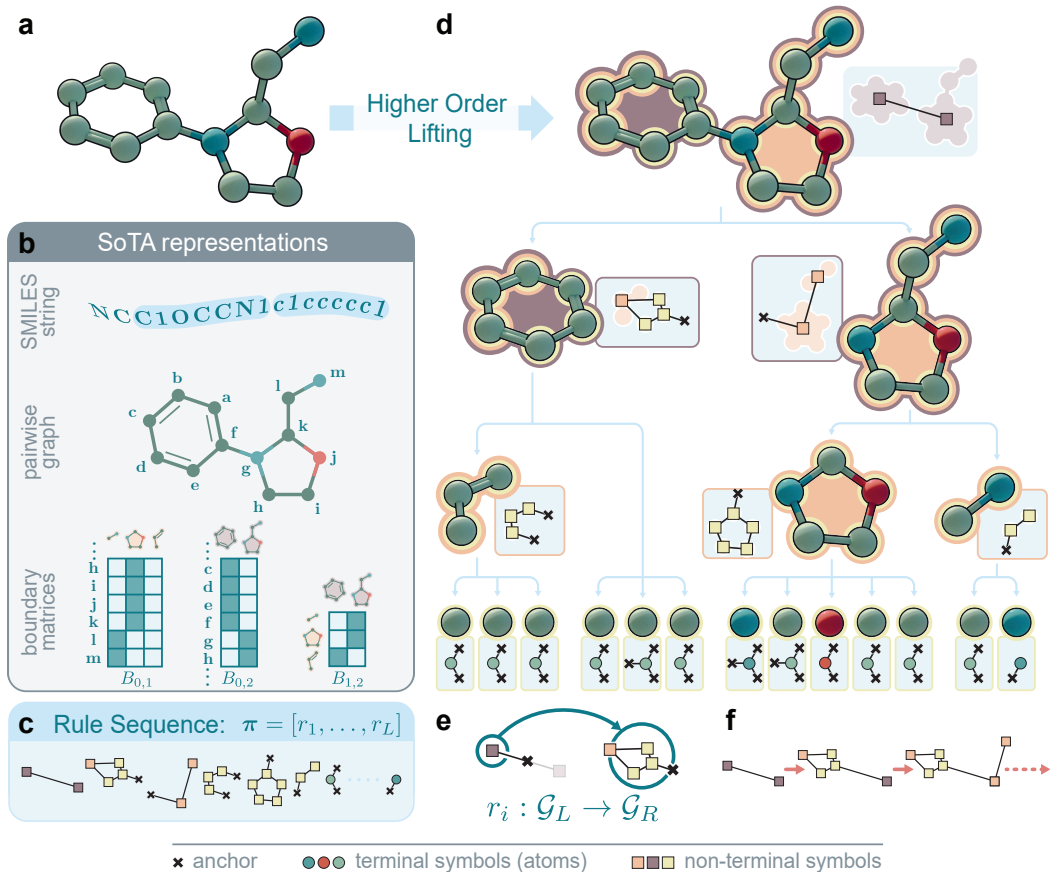 a
d
Higher Order
Lifting
b
SoTA representations
SMILES
string
NCC1OCCN1c1ccccc1
pairwise
graph
b
a
c
d
e
f
g
h
i
j
k
l
m
boundary
matrices
h
i
j
k
l
m
B0,1
c
d
e
f
g
h
B0,2
B1,2
c
Rule Sequence: π = [r1, . . . , rL]
e
ri : GL → GR
f
anchor
terminal symbols (atoms)
non-terminal symbols